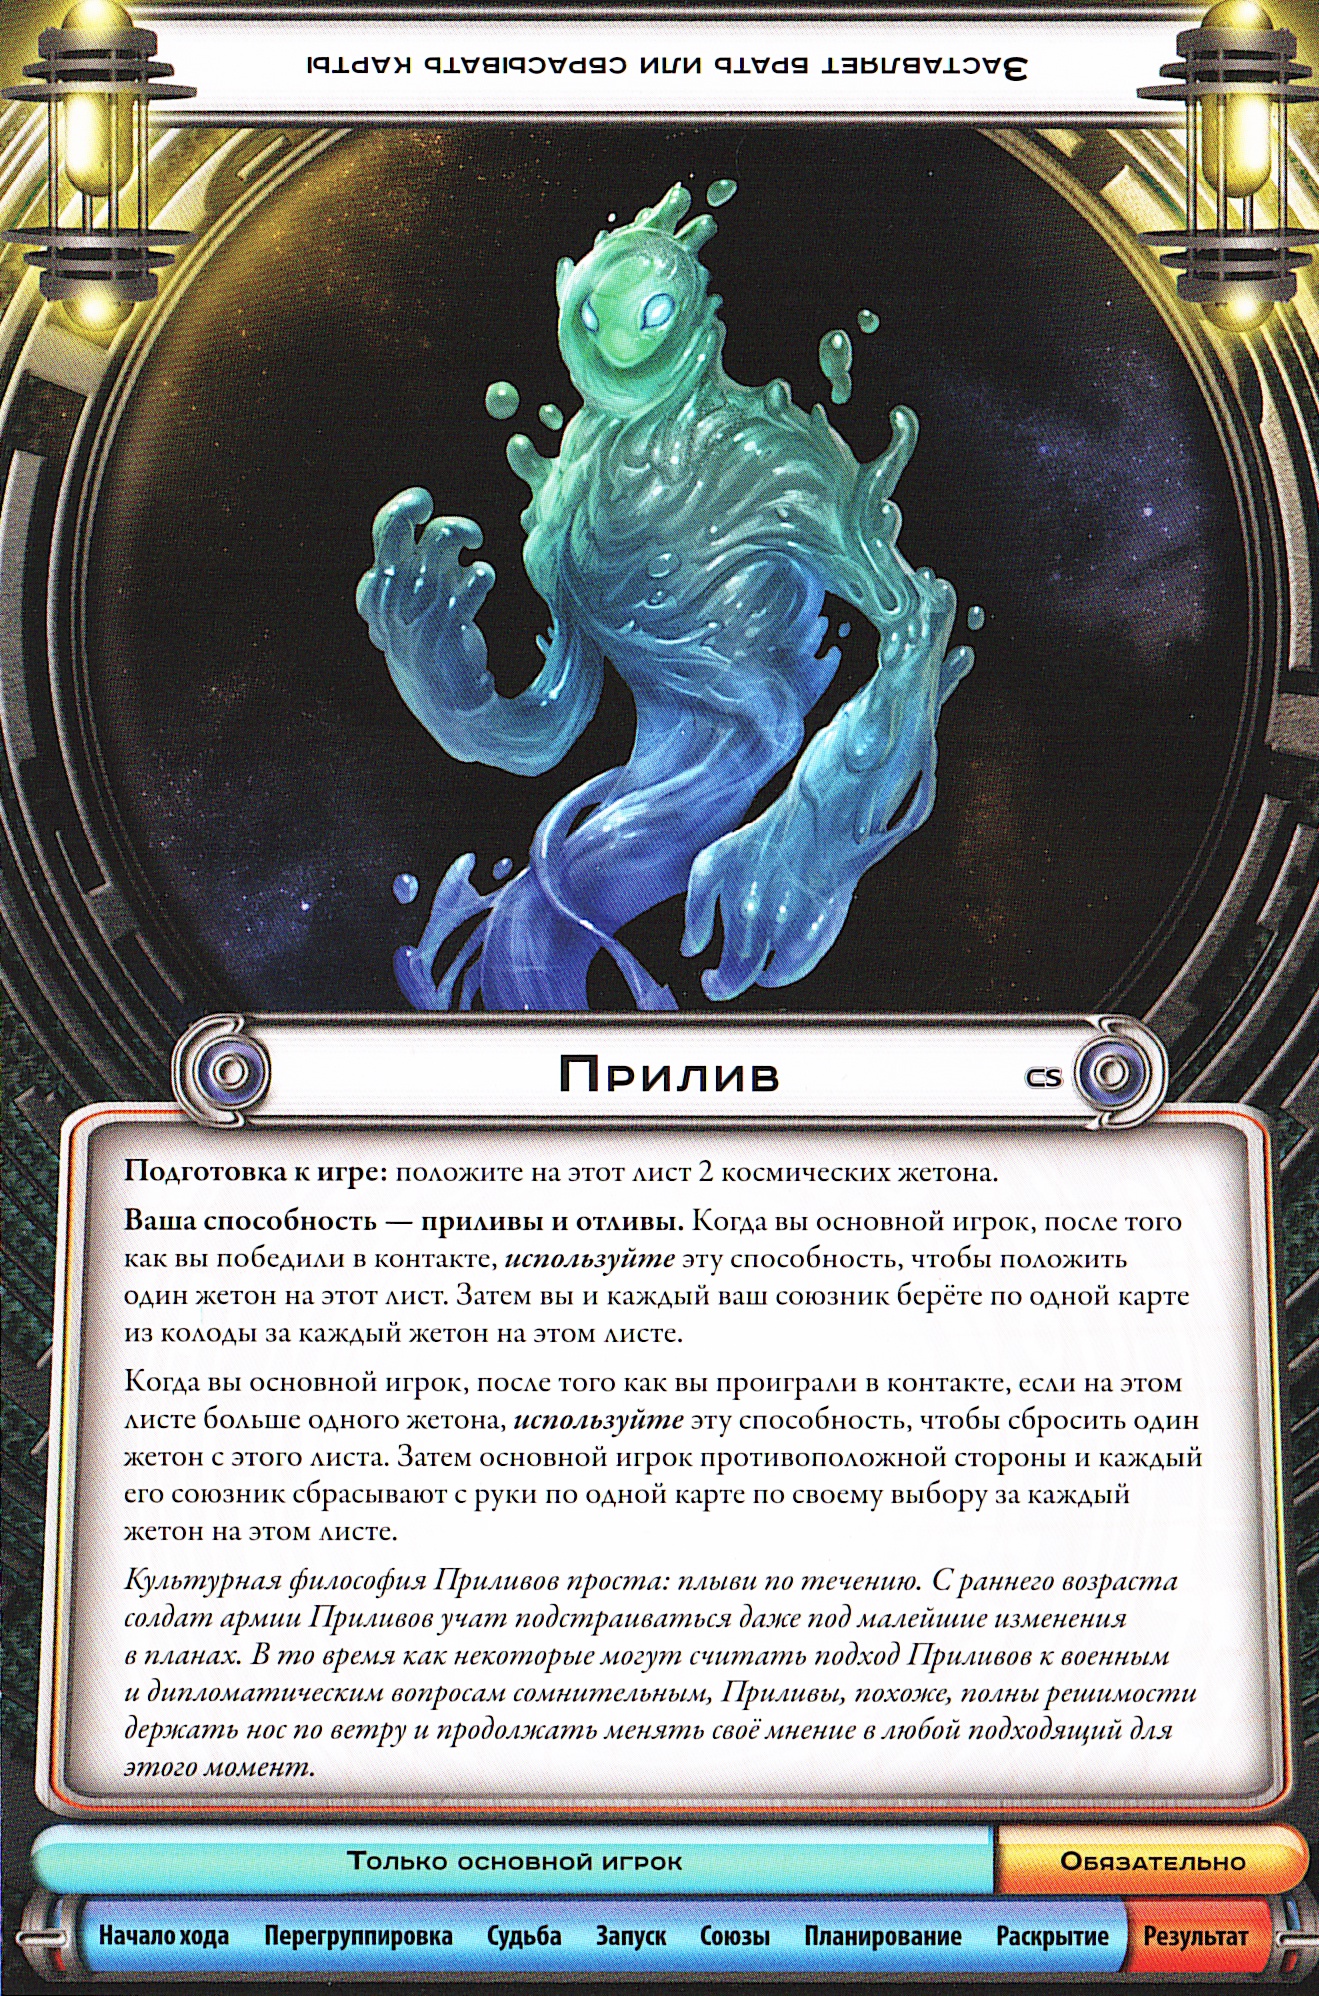 Заставляет брать или сбрасывать карты
Прилив
CS
Подготовка к игре: положите на этот лист 2 космических жетона.
Ваша способность — приливы и отливы. Когда вы основной игрок, после того
как вы победили в контакте, используйте эту способность, чтобы положить
один жетон на этот лист. Затем вы и каждый ваш союзник берёте по одной карте
из колоды за каждый жетон на этом листе.
Когда вы основной игрок, после того как вы проиграли в контакте, если на этом
листе больше одного жетона, используйте эту способность, чтобы сбросить один
жетон с этого листа. Затем основной игрок противоположной стороны и каждый
его союзник сбрасывают с руки по одной карте по своему выбору за каждый
жетон на этом листе.
Культурная философия Приливов проста: плыви по течению. С раннего возраста
солдат армии Приливов учат подстраиваться даже под малейшие изменения
в планах. В то время как некоторые могут считать подход Приливов к военным
и дипломатическим вопросам сомнительным, Приливы, похоже, полны решимости
держать нос по ветру и продолжать менять своё мнение в любой подходящий для
этого момент.
Только основной игрок Обязательно
Начало хода Перегруппировка Судьба Запуск Союзы Планирование Раскрытие Результат